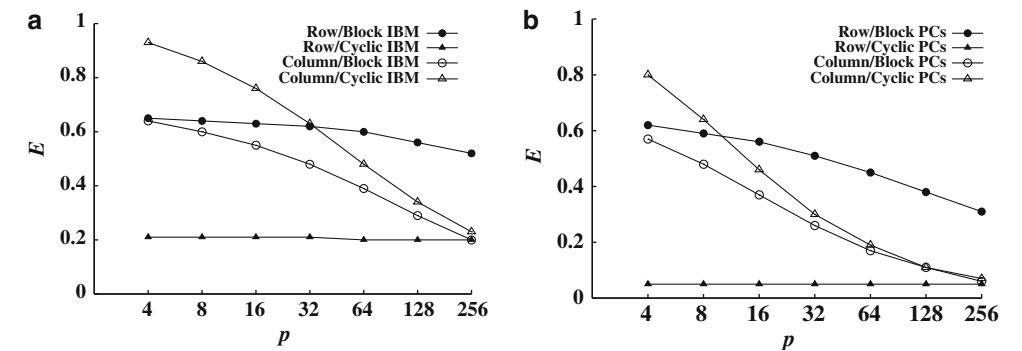 a
1
0.8
0.6
0.4
0.2
0
E
Row/Block IBM
Row/Cyclic IBM
Column/Block IBM
Column/Cyclic IBM
4 8 16 32 64 128 256
p
b
1
0.8
0.6
0.4
0.2
0
E
Row/Block PCs
Row/Cyclic PCs
Column/Block PCs
Column/Cyclic PCs
4 8 16 32 64 128 256
p